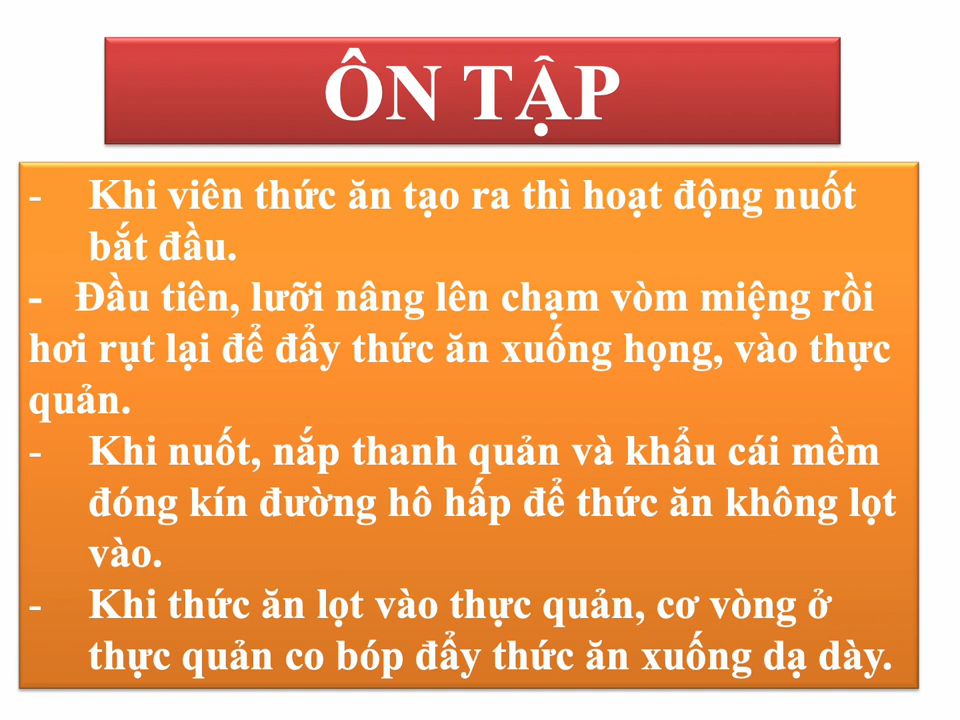 ÔN TẬP
- Khi viên thức ăn tạo ra thì hoạt động nuốt
bắt đầu.
- Đầu tiên, lưỡi nâng lên chạm vòm miệng rồi
hơi rụt lại để đẩy thức ăn xuống họng, vào thực
quản.
- Khi nuốt, nắp thanh quản và khẩu cái mềm
đóng kín đường hô hấp để thức ăn không lọt
vào.
- Khi thức ăn lọt vào thực quản, cơ vòng ở
thực quản co bóp đẩy thức ăn xuống dạ dày.